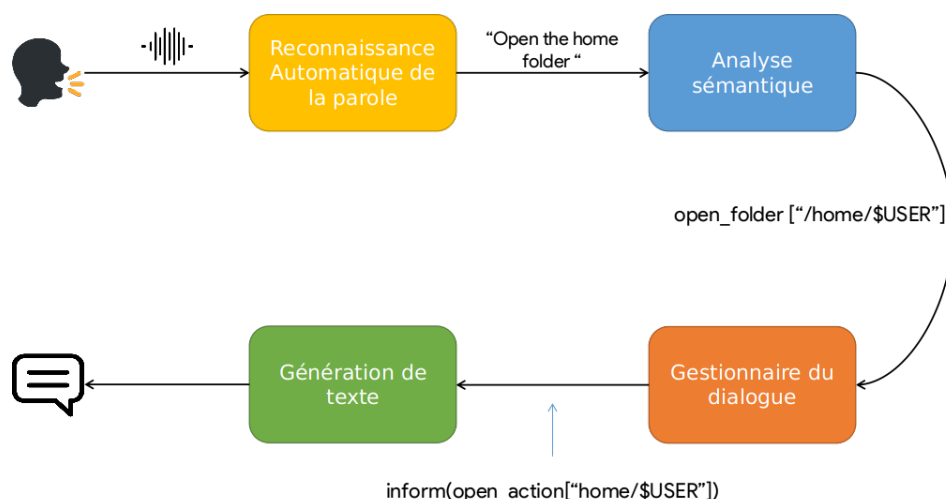 Reconnaissance
Automatique de
la parole
“Open the home
folder “
Analyse
sémantique
open_folder [“/home/$USER”]
Gestionnaire du
dialogue
inform(open_action[“home/$USER”])
Génération de
texte